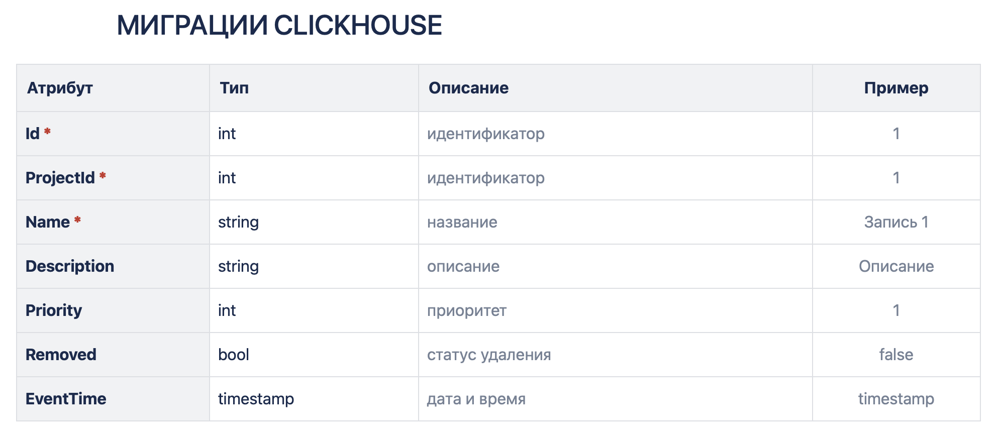 МИГРАЦИИ CLICKHOUSE
Атрибут Тип Описание Пример
Id * int идентификатор 1
ProjectId * int идентификатор 1
Name * string название Запись 1
Description string описание Описание
Priority int приоритет 1
Removed bool статус удаления false
EventTime timestamp дата и время timestamp